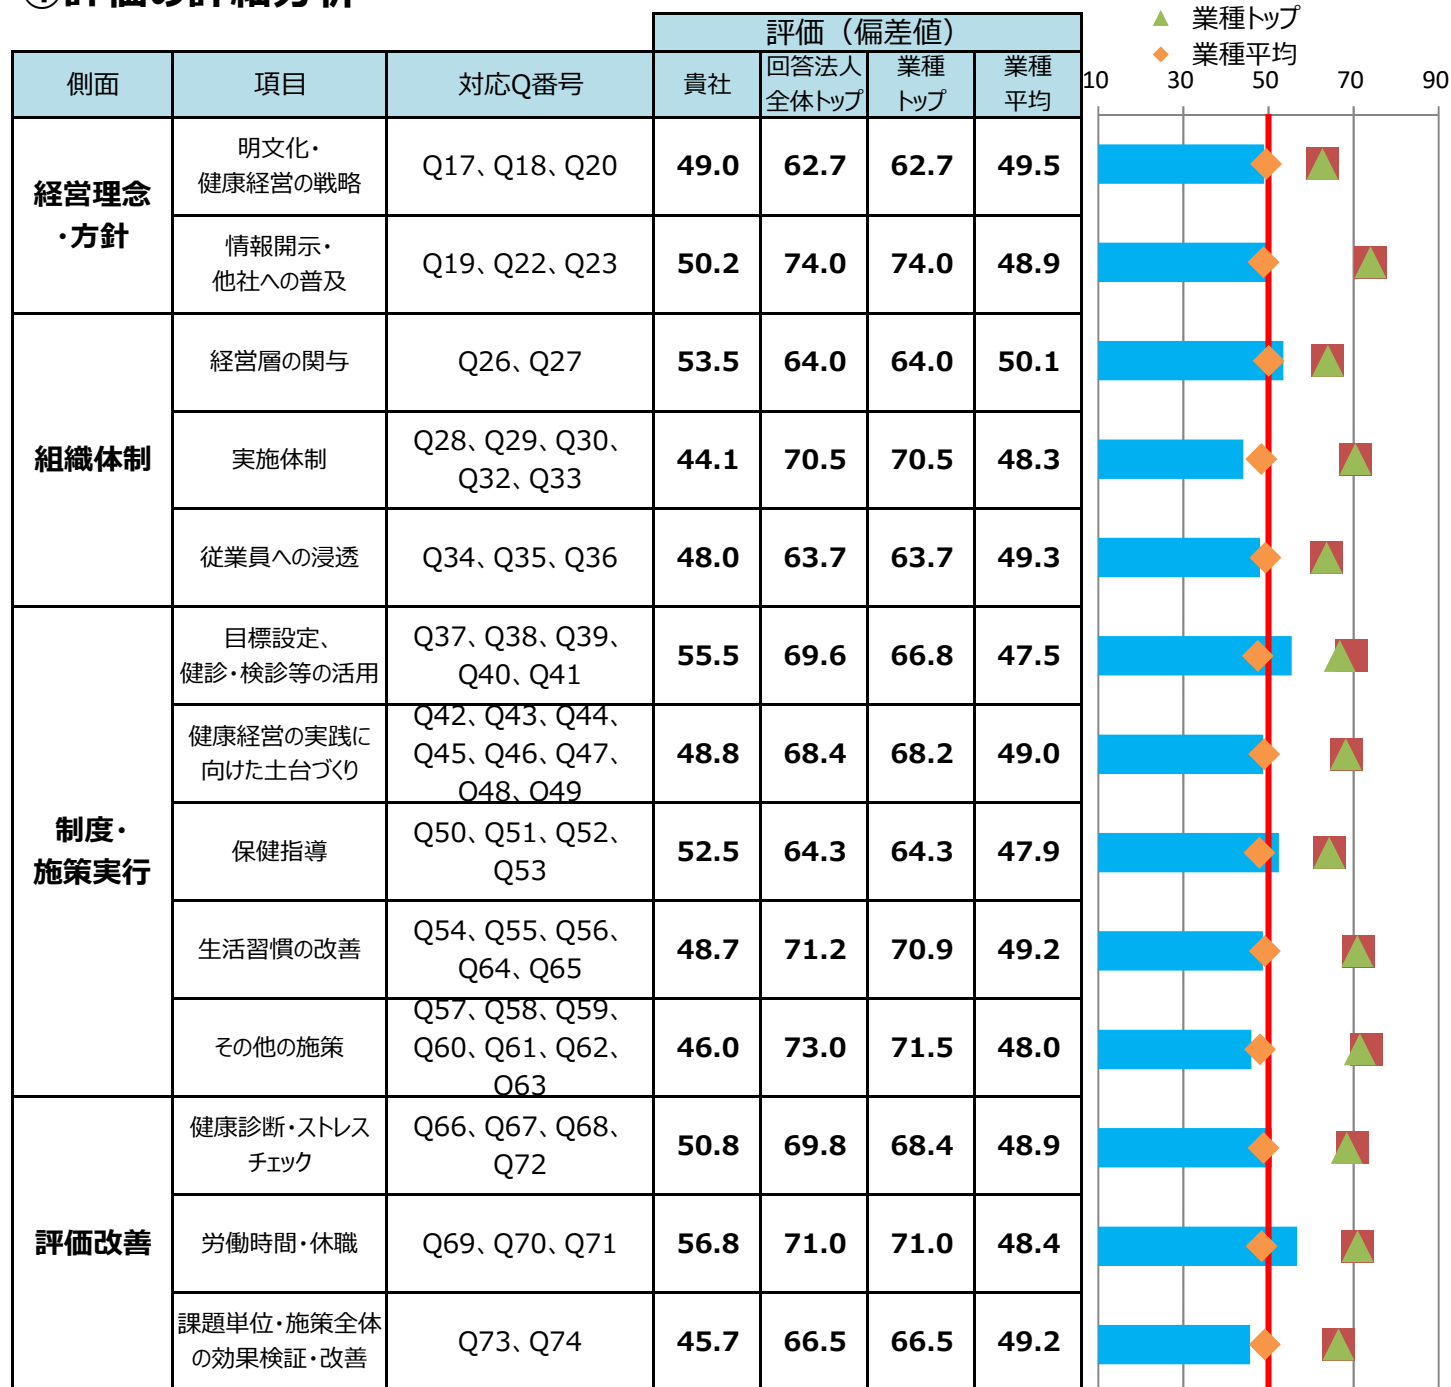 ①評価の詳細分析
▲ 業種トップ
◆ 業種平均
評価（偏差値）
側面 項目 対応Q番号 貴社 回答法人全体トップ 業種トップ 業種平均
10 30 50 70 90
経営理念・方針
明文化・
健康経営の戦略
Q17、Q18、Q20
49.0 62.7 62.7 49.5
情報開示・
他社への普及
Q19、Q22、Q23
50.2 74.0 74.0 48.9
組織体制
経営層の関与
Q26、Q27
53.5 64.0 64.0 50.1
実施体制
Q28、Q29、Q30、
Q32、Q33
44.1 70.5 70.5 48.3
従業員への浸透
Q34、Q35、Q36
48.0 63.7 63.7 49.3
制度・
施策実行
目標設定、
健診・検診等の活用
Q37、Q38、Q39、
Q40、Q41
55.5 69.6 66.8 47.5
健康経営の実践に
向けた土台づくり
Q42、Q43、Q44、
Q45、Q46、Q47、
Q48、Q49
48.8 68.4 68.2 49.0
保健指導
Q50、Q51、Q52、
Q53
52.5 64.3 64.3 47.9
生活習慣の改善
Q54、Q55、Q56、
Q64、Q65
48.7 71.2 70.9 49.2
その他の施策
Q57、Q58、Q59、
Q60、Q61、Q62、
Q63
46.0 73.0 71.5 48.0
評価改善
健康診断・ストレス
チェック
Q66、Q67、Q68、
Q72
50.8 69.8 68.4 48.9
労働時間・休職
Q69、Q70、Q71
56.8 71.0 71.0 48.4
課題単位・施策全体
の効果検証・改善
Q73、Q74
45.7 66.5 66.5 49.2